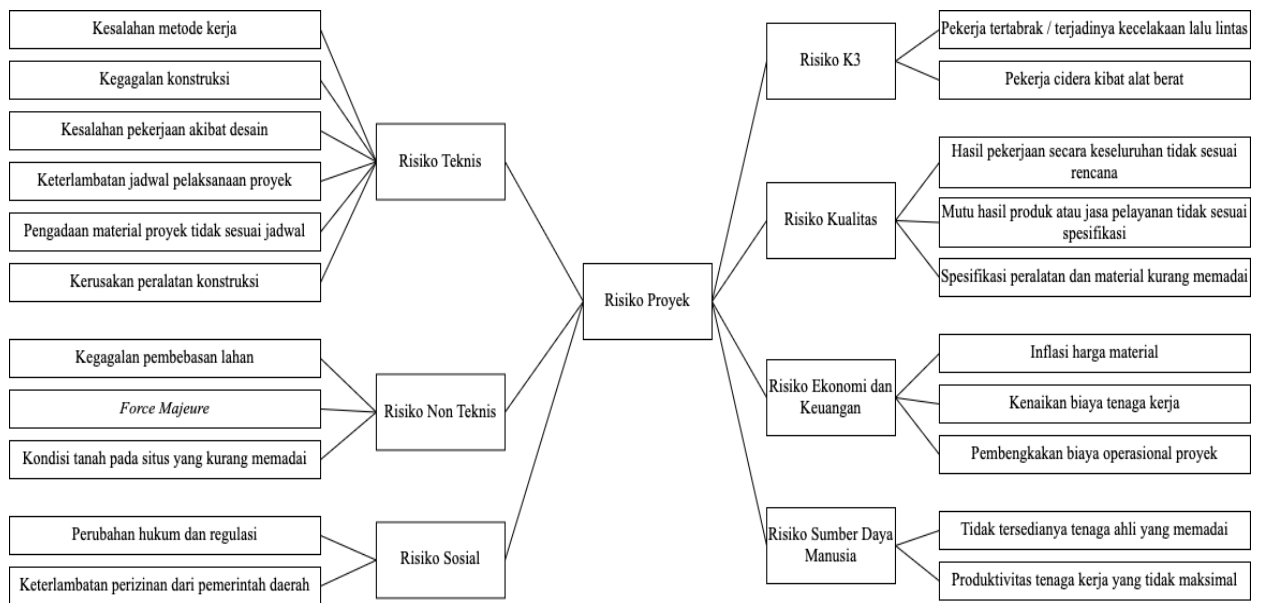 Kesalahan metode kerja
Kegagalan konstruksi
Kesalahan pekerjaan akibat desain
Keterlambatan jadwal pelaksanaan proyek
Pengadaan material proyek tidak sesuai jadwal
Kerusakan peralatan konstruksi
Risiko Teknis
Kegagalan pembebasan lahan
Force Majeure
Kondisi tanah pada situs yang kurang memadai
Risiko Non Teknis
Perubahan hukum dan regulasi
Keterlambatan perizinan dari pemerintah daerah
Risiko Sosial
Risiko Proyek
Risiko K3
Pekerja tertabrak / terjadinya kecelakaan lalu lintas
Pekerja cidera kibat alat berat
Risiko Kualitas
Hasil pekerjaan secara keseluruhan tidak sesuai
rencana
Mutu hasil produk atau jasa pelayanan tidak sesuai
spesifikasi
Spesifikasi peralatan dan material kurang memadai
Risiko Ekonomi dan
Keuangan
Inflasi harga material
Kenaikan biaya tenaga kerja
Pembengkakan biaya operasional proyek
Risiko Sumber Daya
Manusia
Tidak tersedianya tenaga ahli yang memadai
Produktivitas tenaga kerja yang tidak maksimal